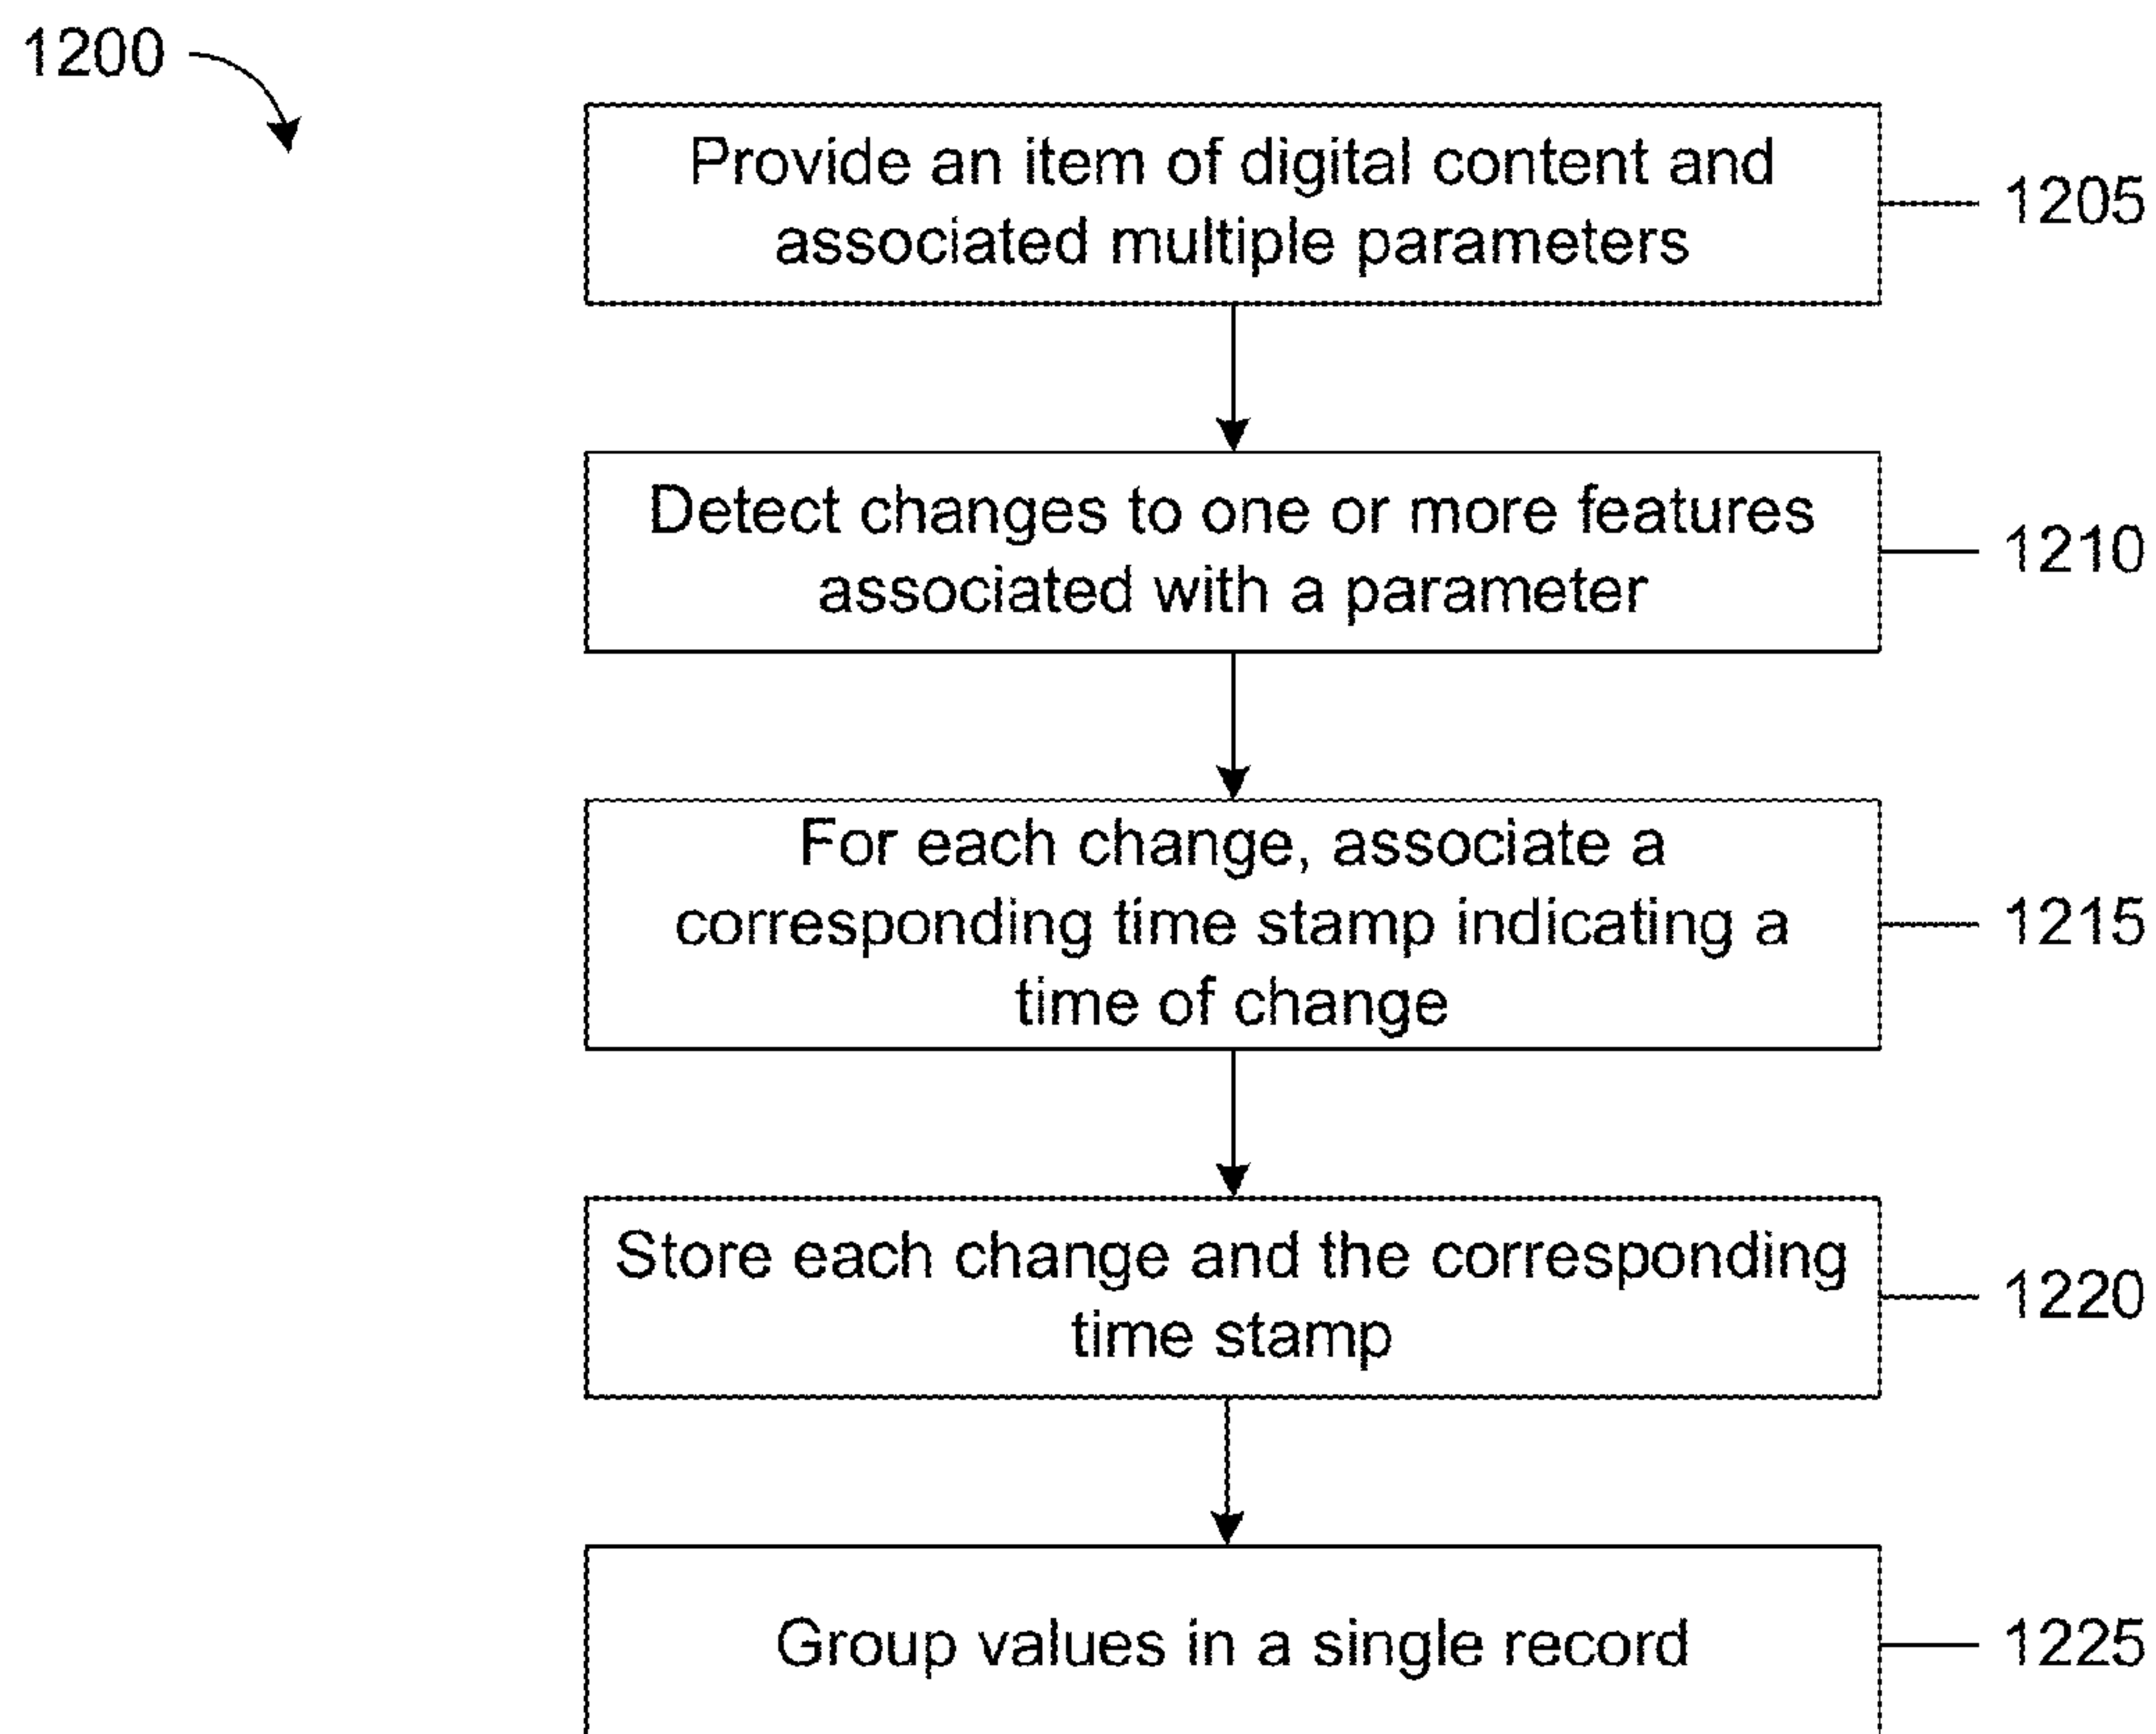 1200
Provide an item of digital content and
associated multiple parameters
1205
Detect changes to one or more features
associated with a parameter
1210
For each change, associate a
corresponding time stamp indicating a
time of change
1215
Store each change and the corresponding
time stamp
1220
Group values in a single record
1225